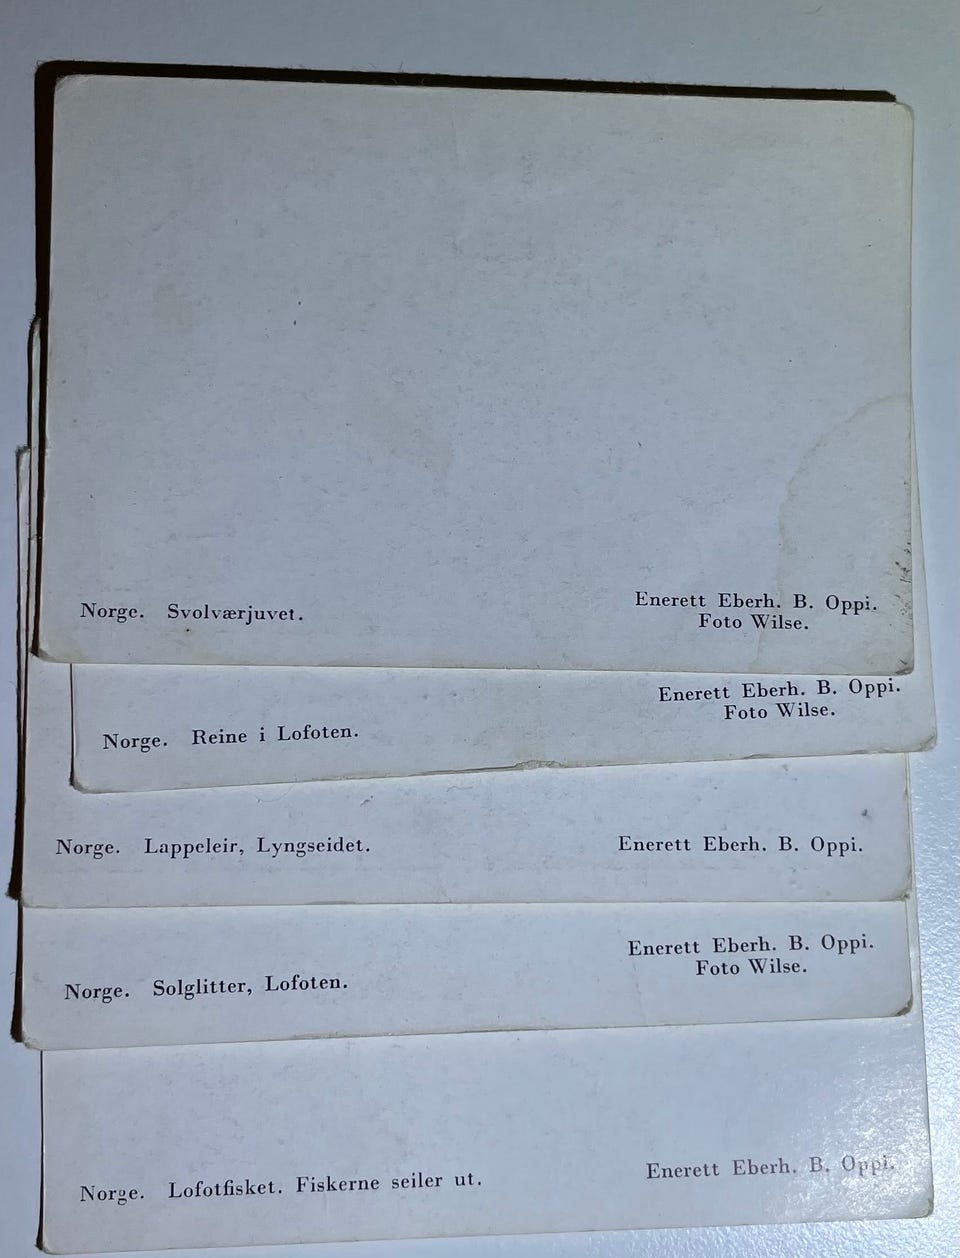 Norge. Svolværjuvet.
Enerett Eberh. B. Oppi.
Foto Wilse.
Norge. Reine i Lofoten.
Enerett Eberh. B. Oppi.
Foto Wilse.
Norge. Lappeleir, Lyngseidet.
Enerett Eberh. B. Oppi.
Norge. Solglitter, Lofoten.
Enerett Eberh. B. Oppi.
Foto Wilse.
Norge. Lofotfisket. Fiskerne seiler ut.
Enerett Eberh. B. Oppi.